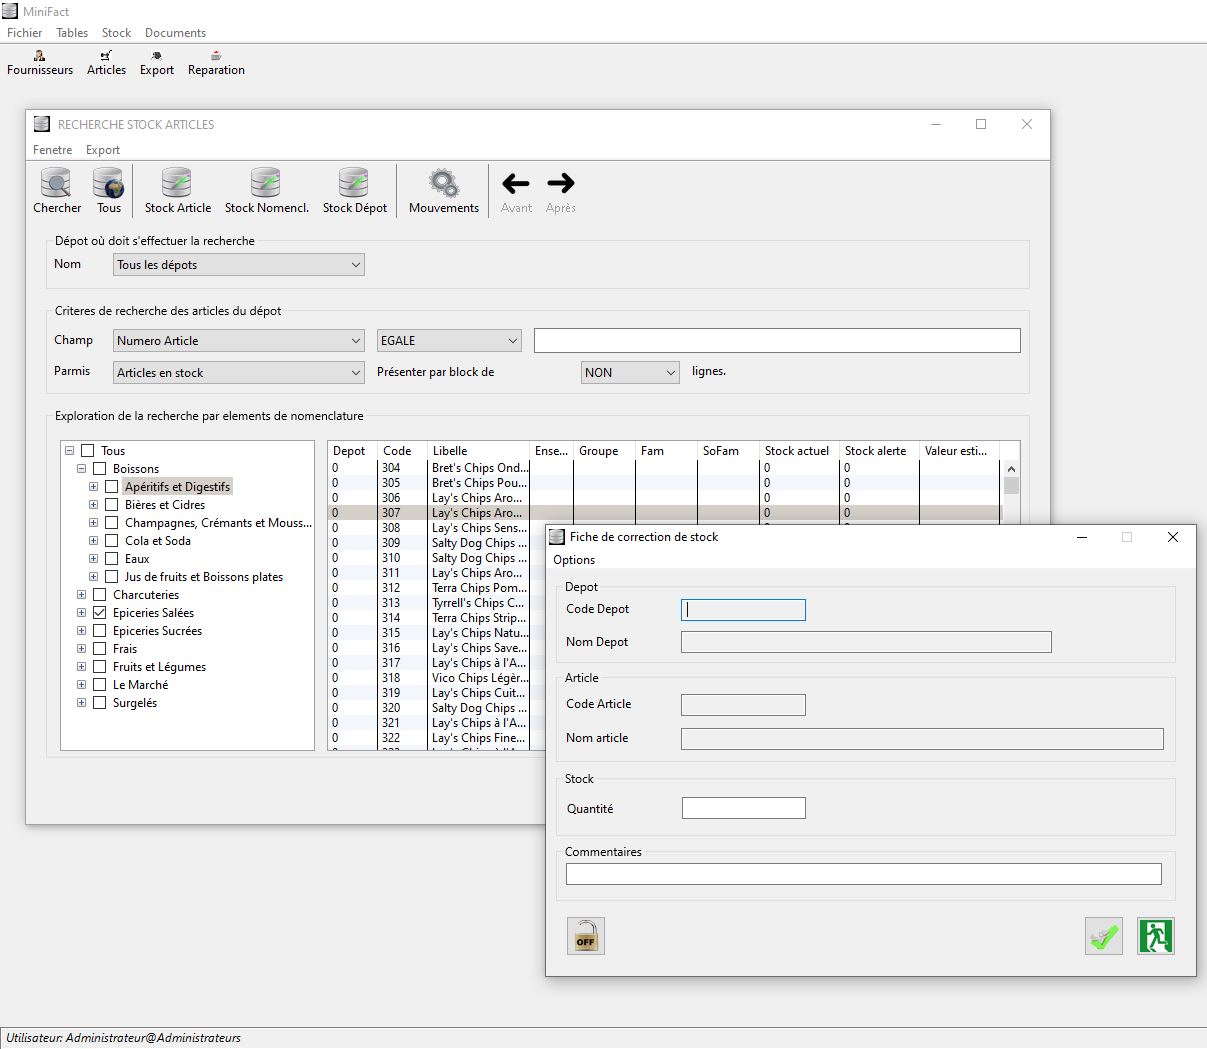 MiniFact
Fichier Tables Stock Documents
Fournisseurs Articles Export Reparation
RECHERCHE STOCK ARTICLES
Fenetre Export
Chercher Tous Stock Article Stock Nomencl. Stock Dépot Mouvements Avant Après
Dépot où doit s'effectuer la recherche
Nom Tous les dépots
Criteres de recherche des articles du dépot
Champ Numero Article EGALE
Parmis Articles en stock Présenter par block de NON lignes.
Exploration de la recherche par elements de nomenclature
Tous
Boissons
Apéritifs et Digestifs
Bières et Cidres
Champagnes, Crémants et Mouss...
Cola et Soda
Eaux
Jus de fruits et Boissons plates
Charcuteries
Epiceries Salées
Epiceries Sucrées
Frais
Fruits et Légumes
Le Marché
Surgelés
Depot Code Libelle Ense... Groupe Fam SoFam Stock actuel Stock alerte Valeur esti...
0 304 Bret's Chips Ond... 0 0
0 305 Bret's Chips Pou... 0 0
0 306 Lay's Chips Aro... 0 0
0 307 Lay's Chips Aro... 0 0
0 308 Lay's Chips Sens...
0 309 Salty Dog Chips ...
0 310 Salty Dog Chips ...
0 311 Lay's Chips Aro...
0 312 Terra Chips Pom...
0 313 Tyrrell's Chips C...
0 314 Terra Chips Strip...
0 315 Lay's Chips Natu...
0 316 Lay's Chips Save...
0 317 Lay's Chips à l'A...
0 318 Vico Chips Légèr...
0 319 Lay's Chips Cuit...
0 320 Salty Dog Chips ...
0 321 Lay's Chips à l'A...
0 322 Lay's Chips Fine...
Fiche de correction de stock
Options
Depot
Code Depot
Nom Depot
Article
Code Article
Nom article
Stock
Quantité
Commentaires
OFF
Utilisateur: Administrateur@Administrateurs